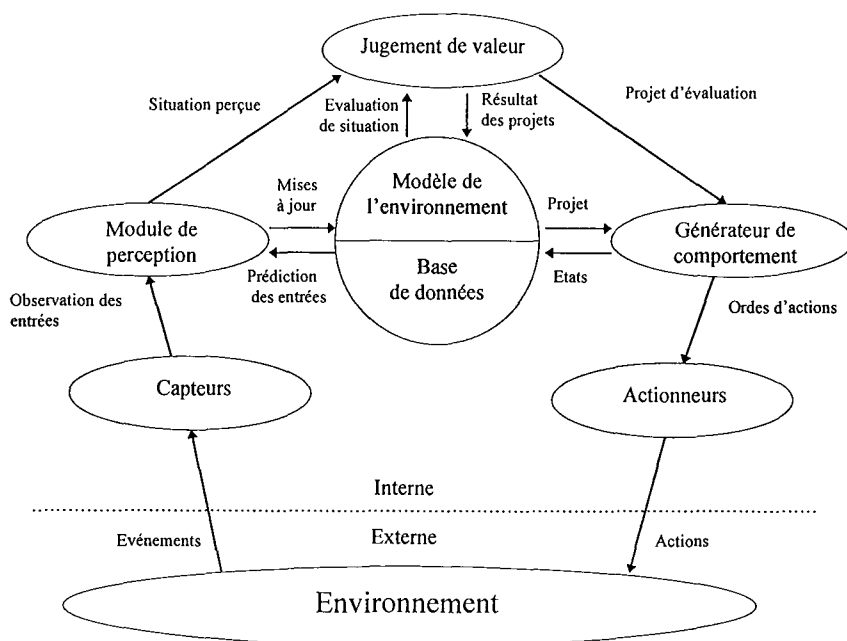 Jugement de valeur
Situation perçue
Evaluation
de situation
Résultat
des projets
Projet d'évaluation
Mises
à jour
Modèle de
l'environnement
Projet
Module de
perception
Générateur de
comportement
Prédiction
des entrées
Base
de données
Etats
Observation des
entrées
Ordes d'actions
Capteurs
Actionneurs
Interne
Evénements
Externe
Actions
Environnement